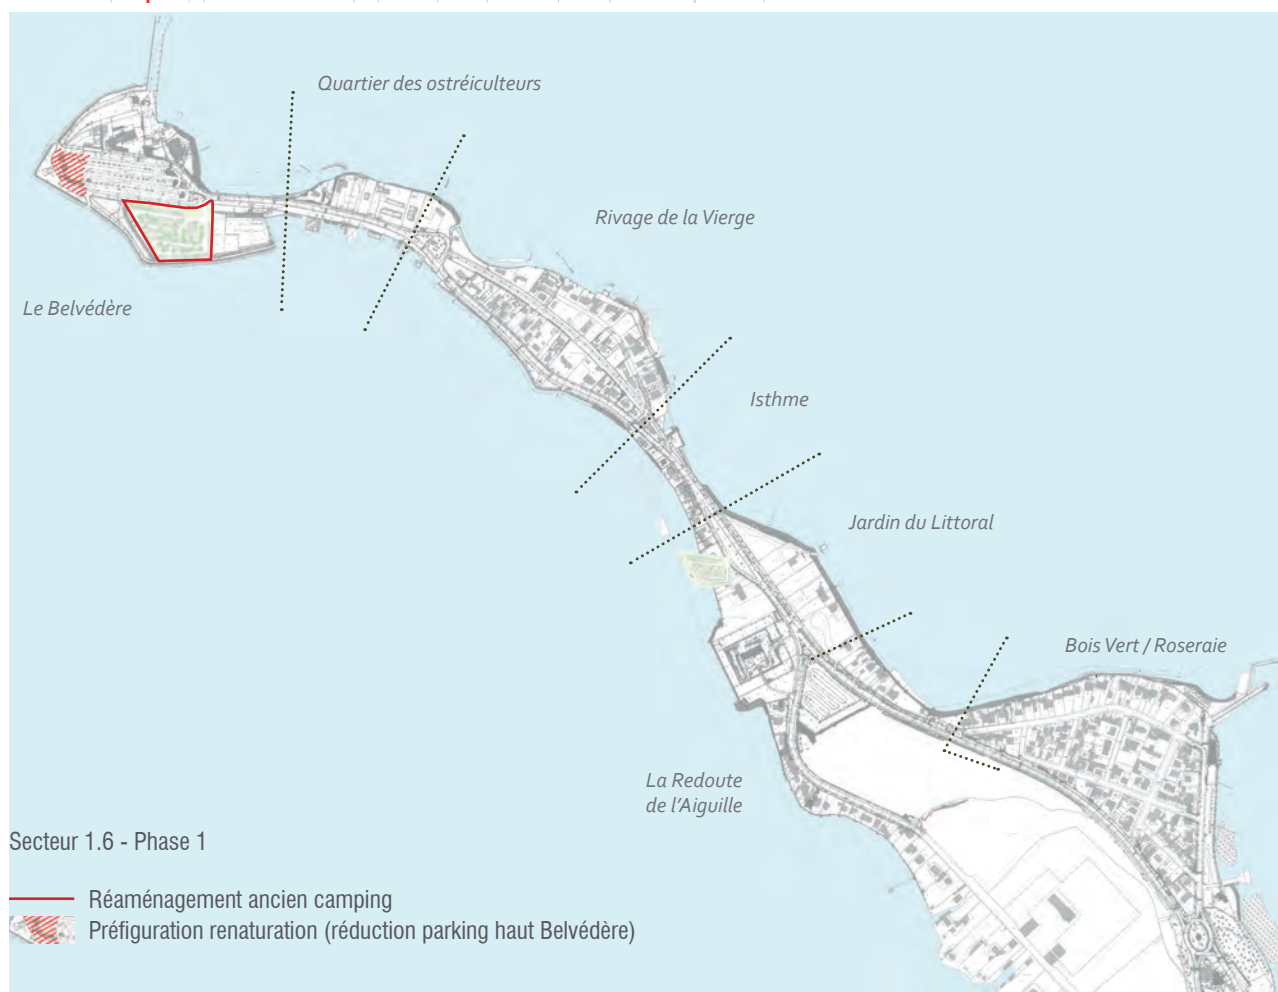 Quartier des ostréiculteurs
Rivage de la Vierge
Le Belvédère
Isthme
Jardin du Littoral
Bois Vert / Roseraie
La Redoute
de l'Aiguille
Secteur 1.6 - Phase 1
Réaménagement ancien camping
Préfiguration renaturation (réduction parking haut Belvédère)